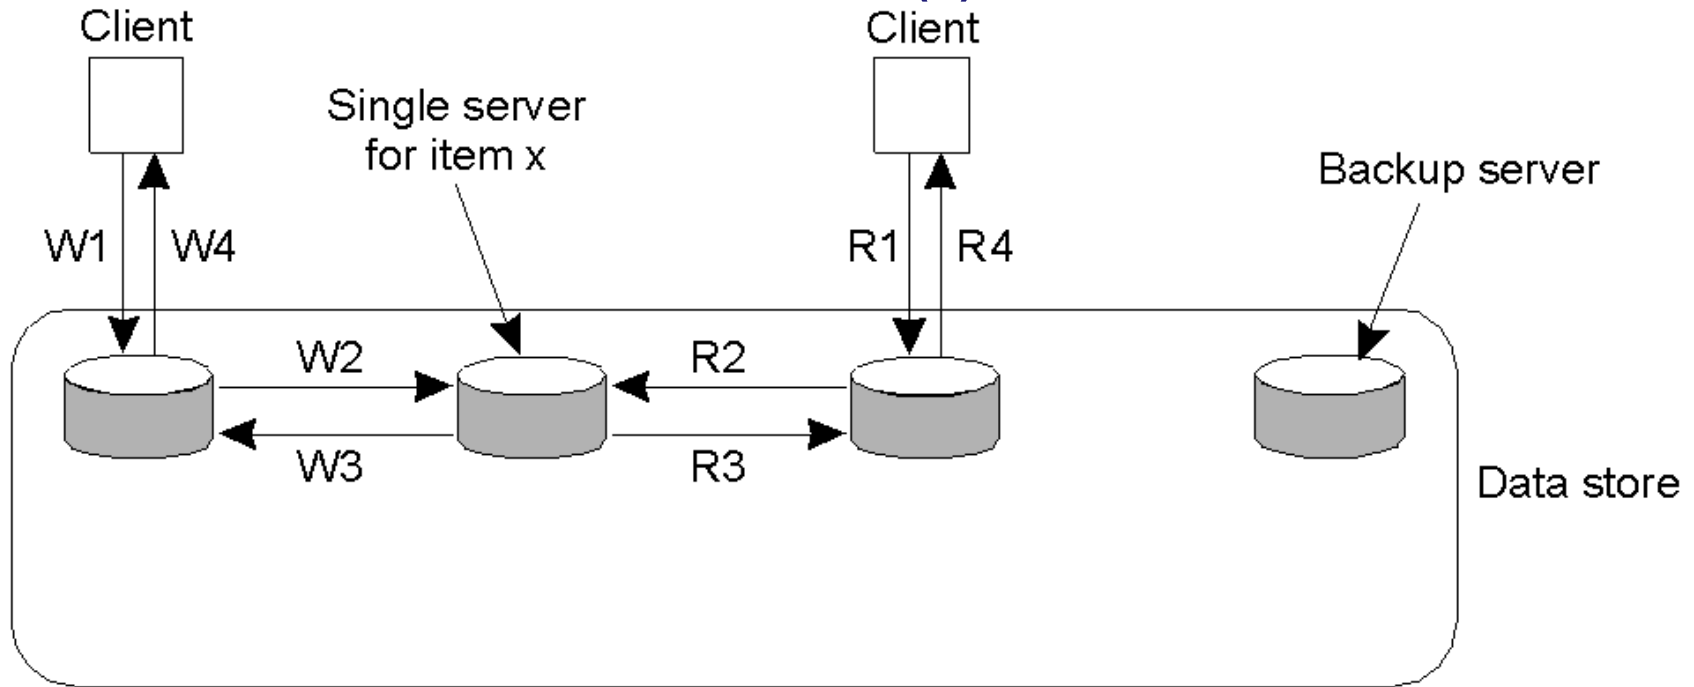 Client
Client
Single server
for item x
Backup server
W1
W4
R1
R4
W2
R2
W3
R3
Data store